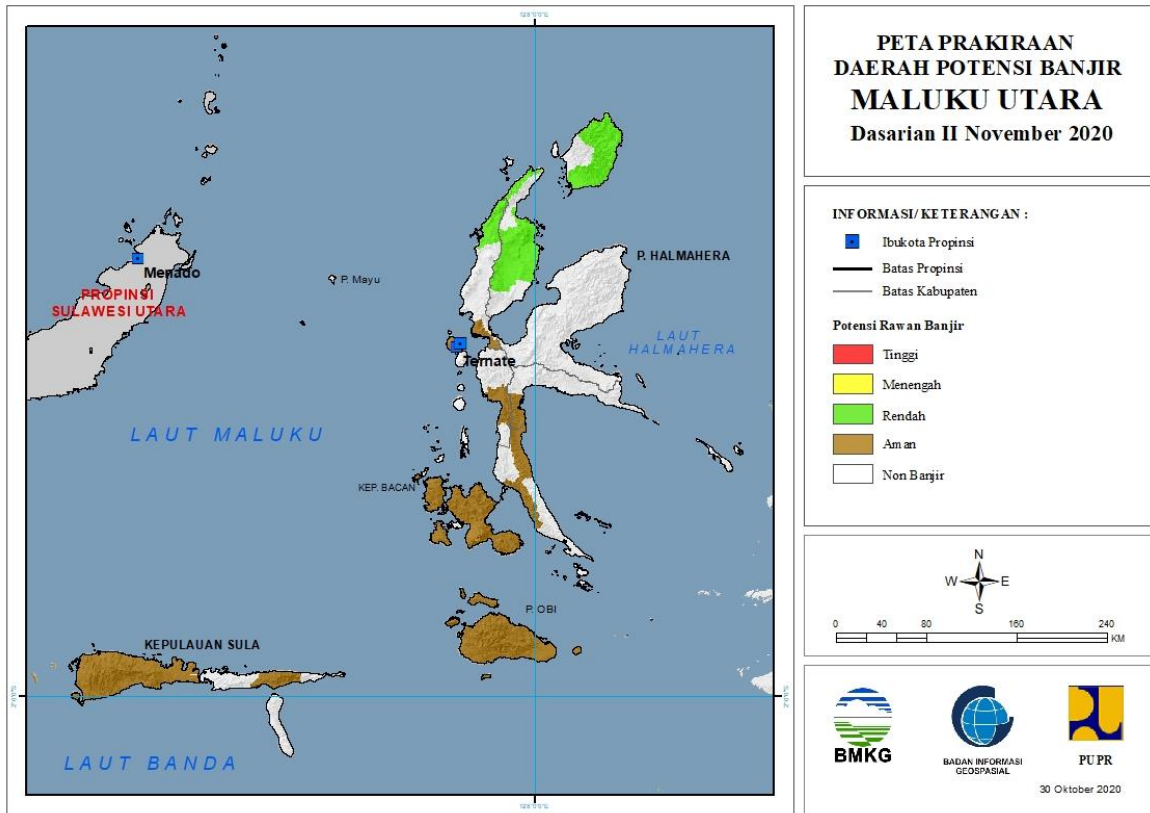 PETA PRAKIRAAN
DAERAH POTENSI BANJIR
MALUKU UTARA
Dasarian II November 2020
INFORMASI/ KETERANGAN :
Ibukota Propinsi
Batas Propinsi
Batas Kabupaten
Potensi Rawan Banjir
Tinggi
Menengah
Rendah
Aman
Non Banjir
N
W E
S
0 40 80 160 240
KM
BMKG
BADAN INFORMASI
GEOSPASIAL
PUPR
30 Oktober 2020
Menado
PROPINSI
SULAWESI UTARA
P. Mayu
P. HALMAHERA
LAUT
HALMAHERA
Ternate
LAUT MALUKU
KEP. BACAN
P. OBI
KEPULAUAN SULA
LAUT BANDA